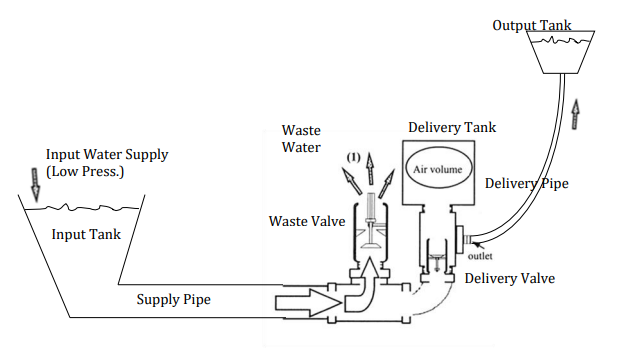 Output Tank
Waste
Water
Delivery Tank
(1)
Input Water Supply
(Low Press.)
Air volume
Delivery Pipe
Waste Valve
Input Tank
outlet
Delivery Valve
Supply Pipe